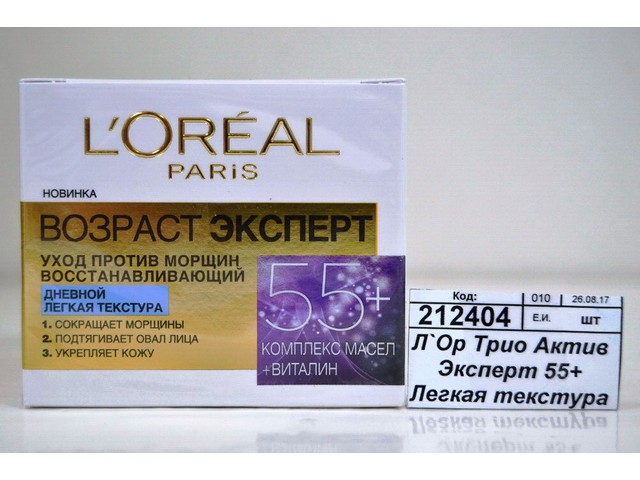 L'ORÉAL
PARIS
НОВИНКА
ВОЗРАСТ ЭКСПЕРТ
УХОД ПРОТИВ МОРЩИН
ВОССТАНАВЛИВАЮЩИЙ
ДНЕВНОЙ
ЛЕГКАЯ ТЕКСТУРА
1. СОКРАЩАЕТ МОРЩИНЫ
2. ПОДТЯГИВАЕТ ОВАЛ ЛИЦА
3. УКРЕПЛЯЕТ КОЖУ
55+
КОМПЛЕКС МАСЕЛ
+ВИТАЛИН
Код: 010 26.08.17
212404 Е.И. шт
Л`Ор Трио Актив
Эксперт 55+
Легкая текстура